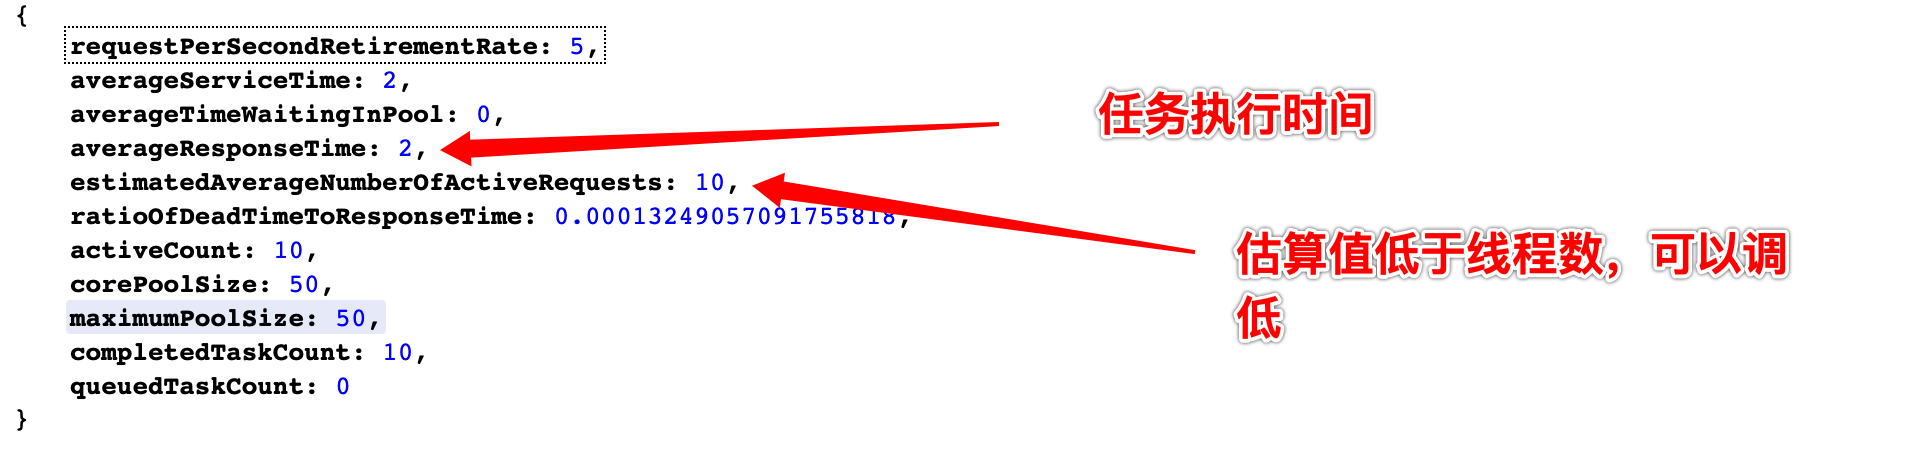 {
requestPerSecondRetirementRate: 5,
averageServiceTime: 2,
averageTimeWaitingInPool: 0,
averageResponseTime: 2,
estimatedAverageNumberOfActiveRequests: 10,
ratioOfDeadTimeToResponseTime: 0.00013249057091755818,
activeCount: 10,
corePoolSize: 50,
maximumPoolSize: 50,
completedTaskCount: 10,
queuedTaskCount: 0
}
任务执行时间
估算值低于线程数，可以调
低